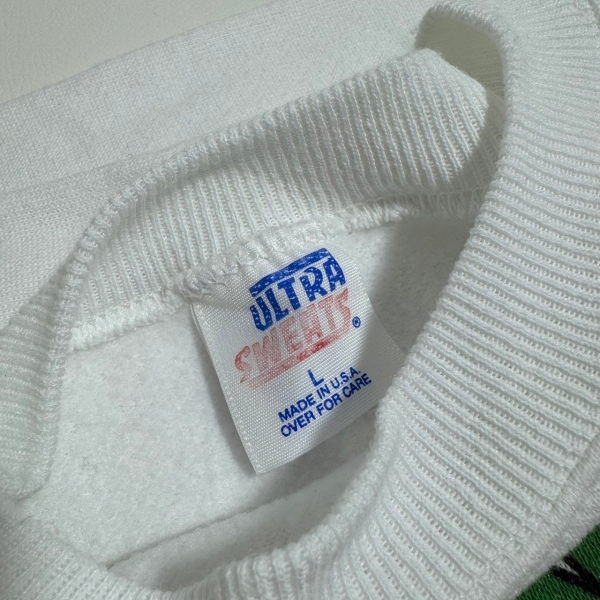 ULTRA
SWEATS®
L
MADE IN U.S.A.
OVER FOR CARE